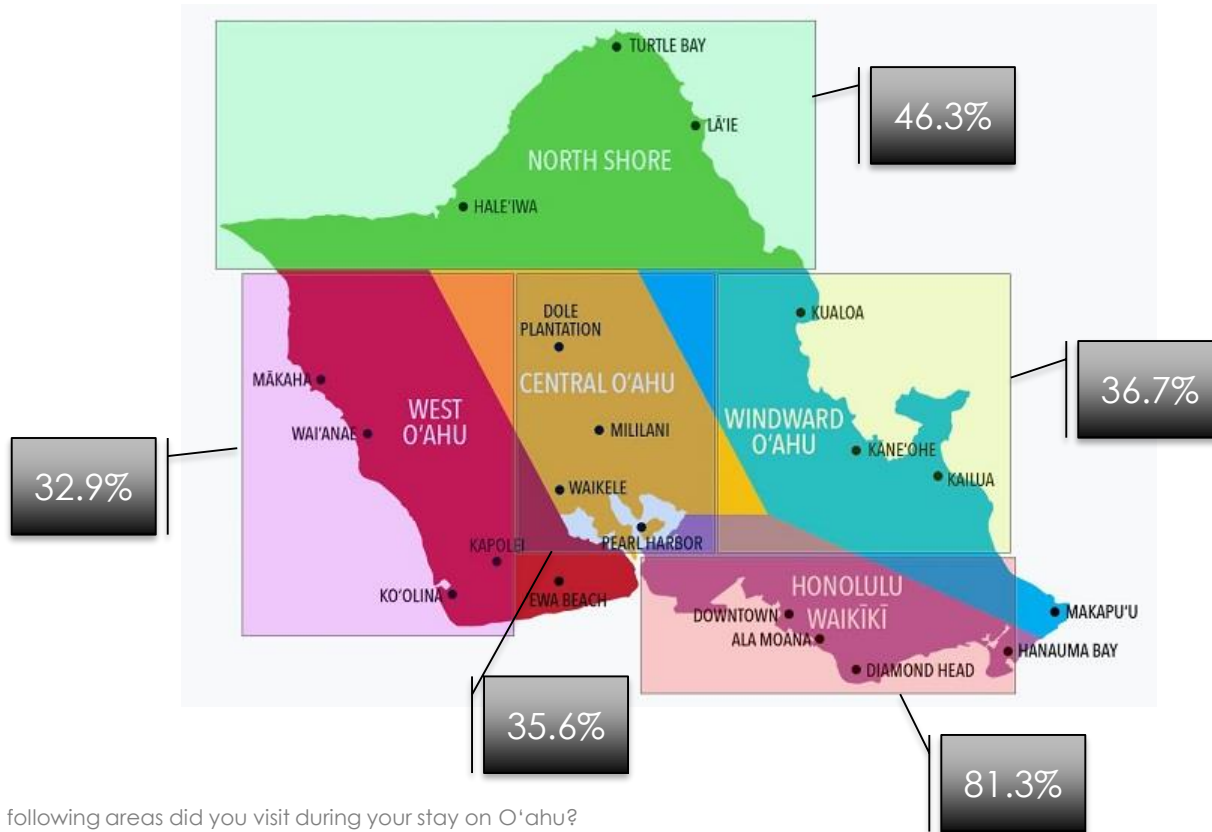 TURTLE BAY
46.3%
LĀ'IE
NORTH SHORE
HALE'IWA
DOLE
PLANTATION
KUALOA
MĀKAHA
CENTRAL O'AHU
36.7%
WEST
O'AHU
WINDWARD
O'AHU
WAI'ANAE
MILILANI
KĀNE'OHE
KAILUA
32.9%
WAIKELE
PEARL HARBOR
KAPOLEI
KO'OLINA
EWA BEACH
HONOLULU
WAIKĪKĪ
DOWNTOWN
MAKAPU'U
ALA MOANA
HANAUMA BAY
DIAMOND HEAD
35.6%
81.3%
following areas did you visit during your stay on O‘ahu?